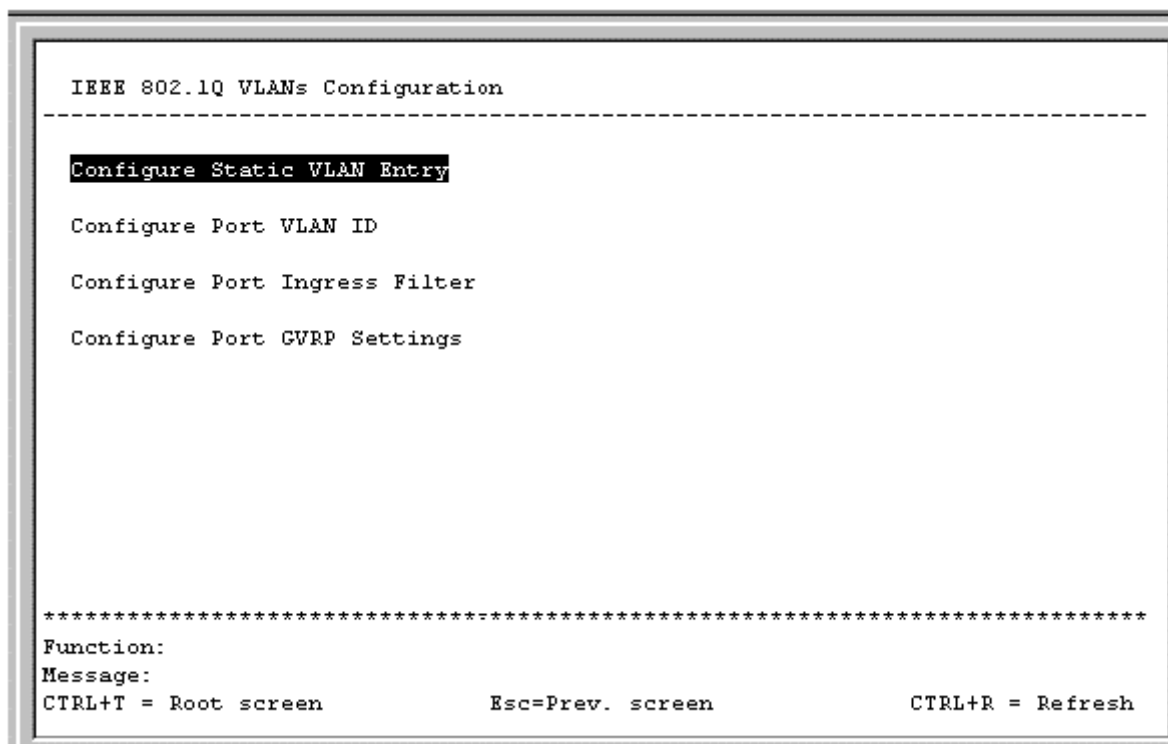 IEEE 802.1Q VLANs Configuration
--------------------------------------------------------------------------------
Configure Static VLAN Entry
Configure Port VLAN ID
Configure Port Ingress Filter
Configure Port GVRP Settings
********************************************************************************
Function:
Message:
CTRL+T = Root screen Esc=Prev. screen CTRL+R = Refresh